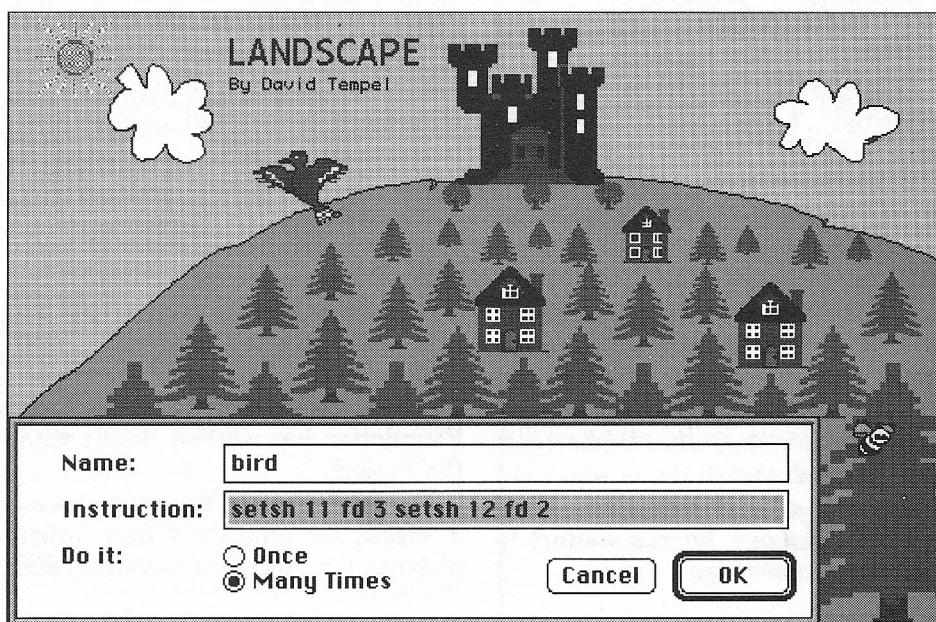 LANDSCAPE
By David Tempel
Name: bird
Instruction: setsh 11 fd 3 setsh 12 fd 2
Do it: Once
Many Times
Cancel OK